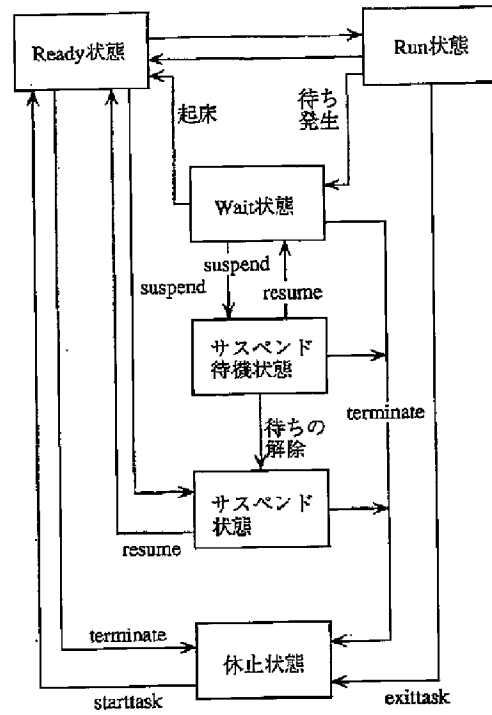 Ready状態
Run状態
起床
待ち
発生
Wait状態
suspend
suspend
resume
サスペンド
待機状態
terminate
待ちの
解除
サスペンド
状態
resume
terminate
休止状態
starttask
exittask